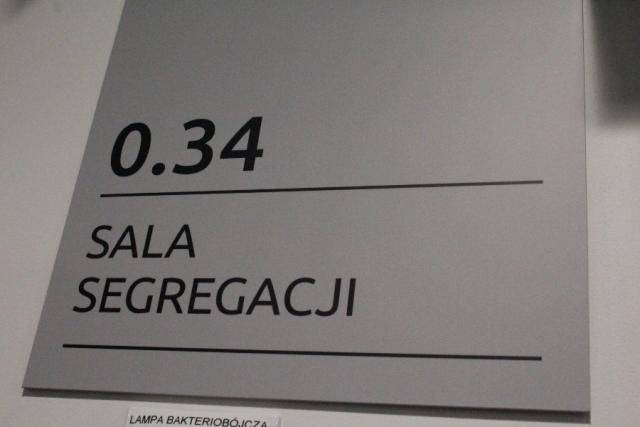 0.34
SALA
SEGREGACJI
LAMPA BAKTERIOBÓJCZA